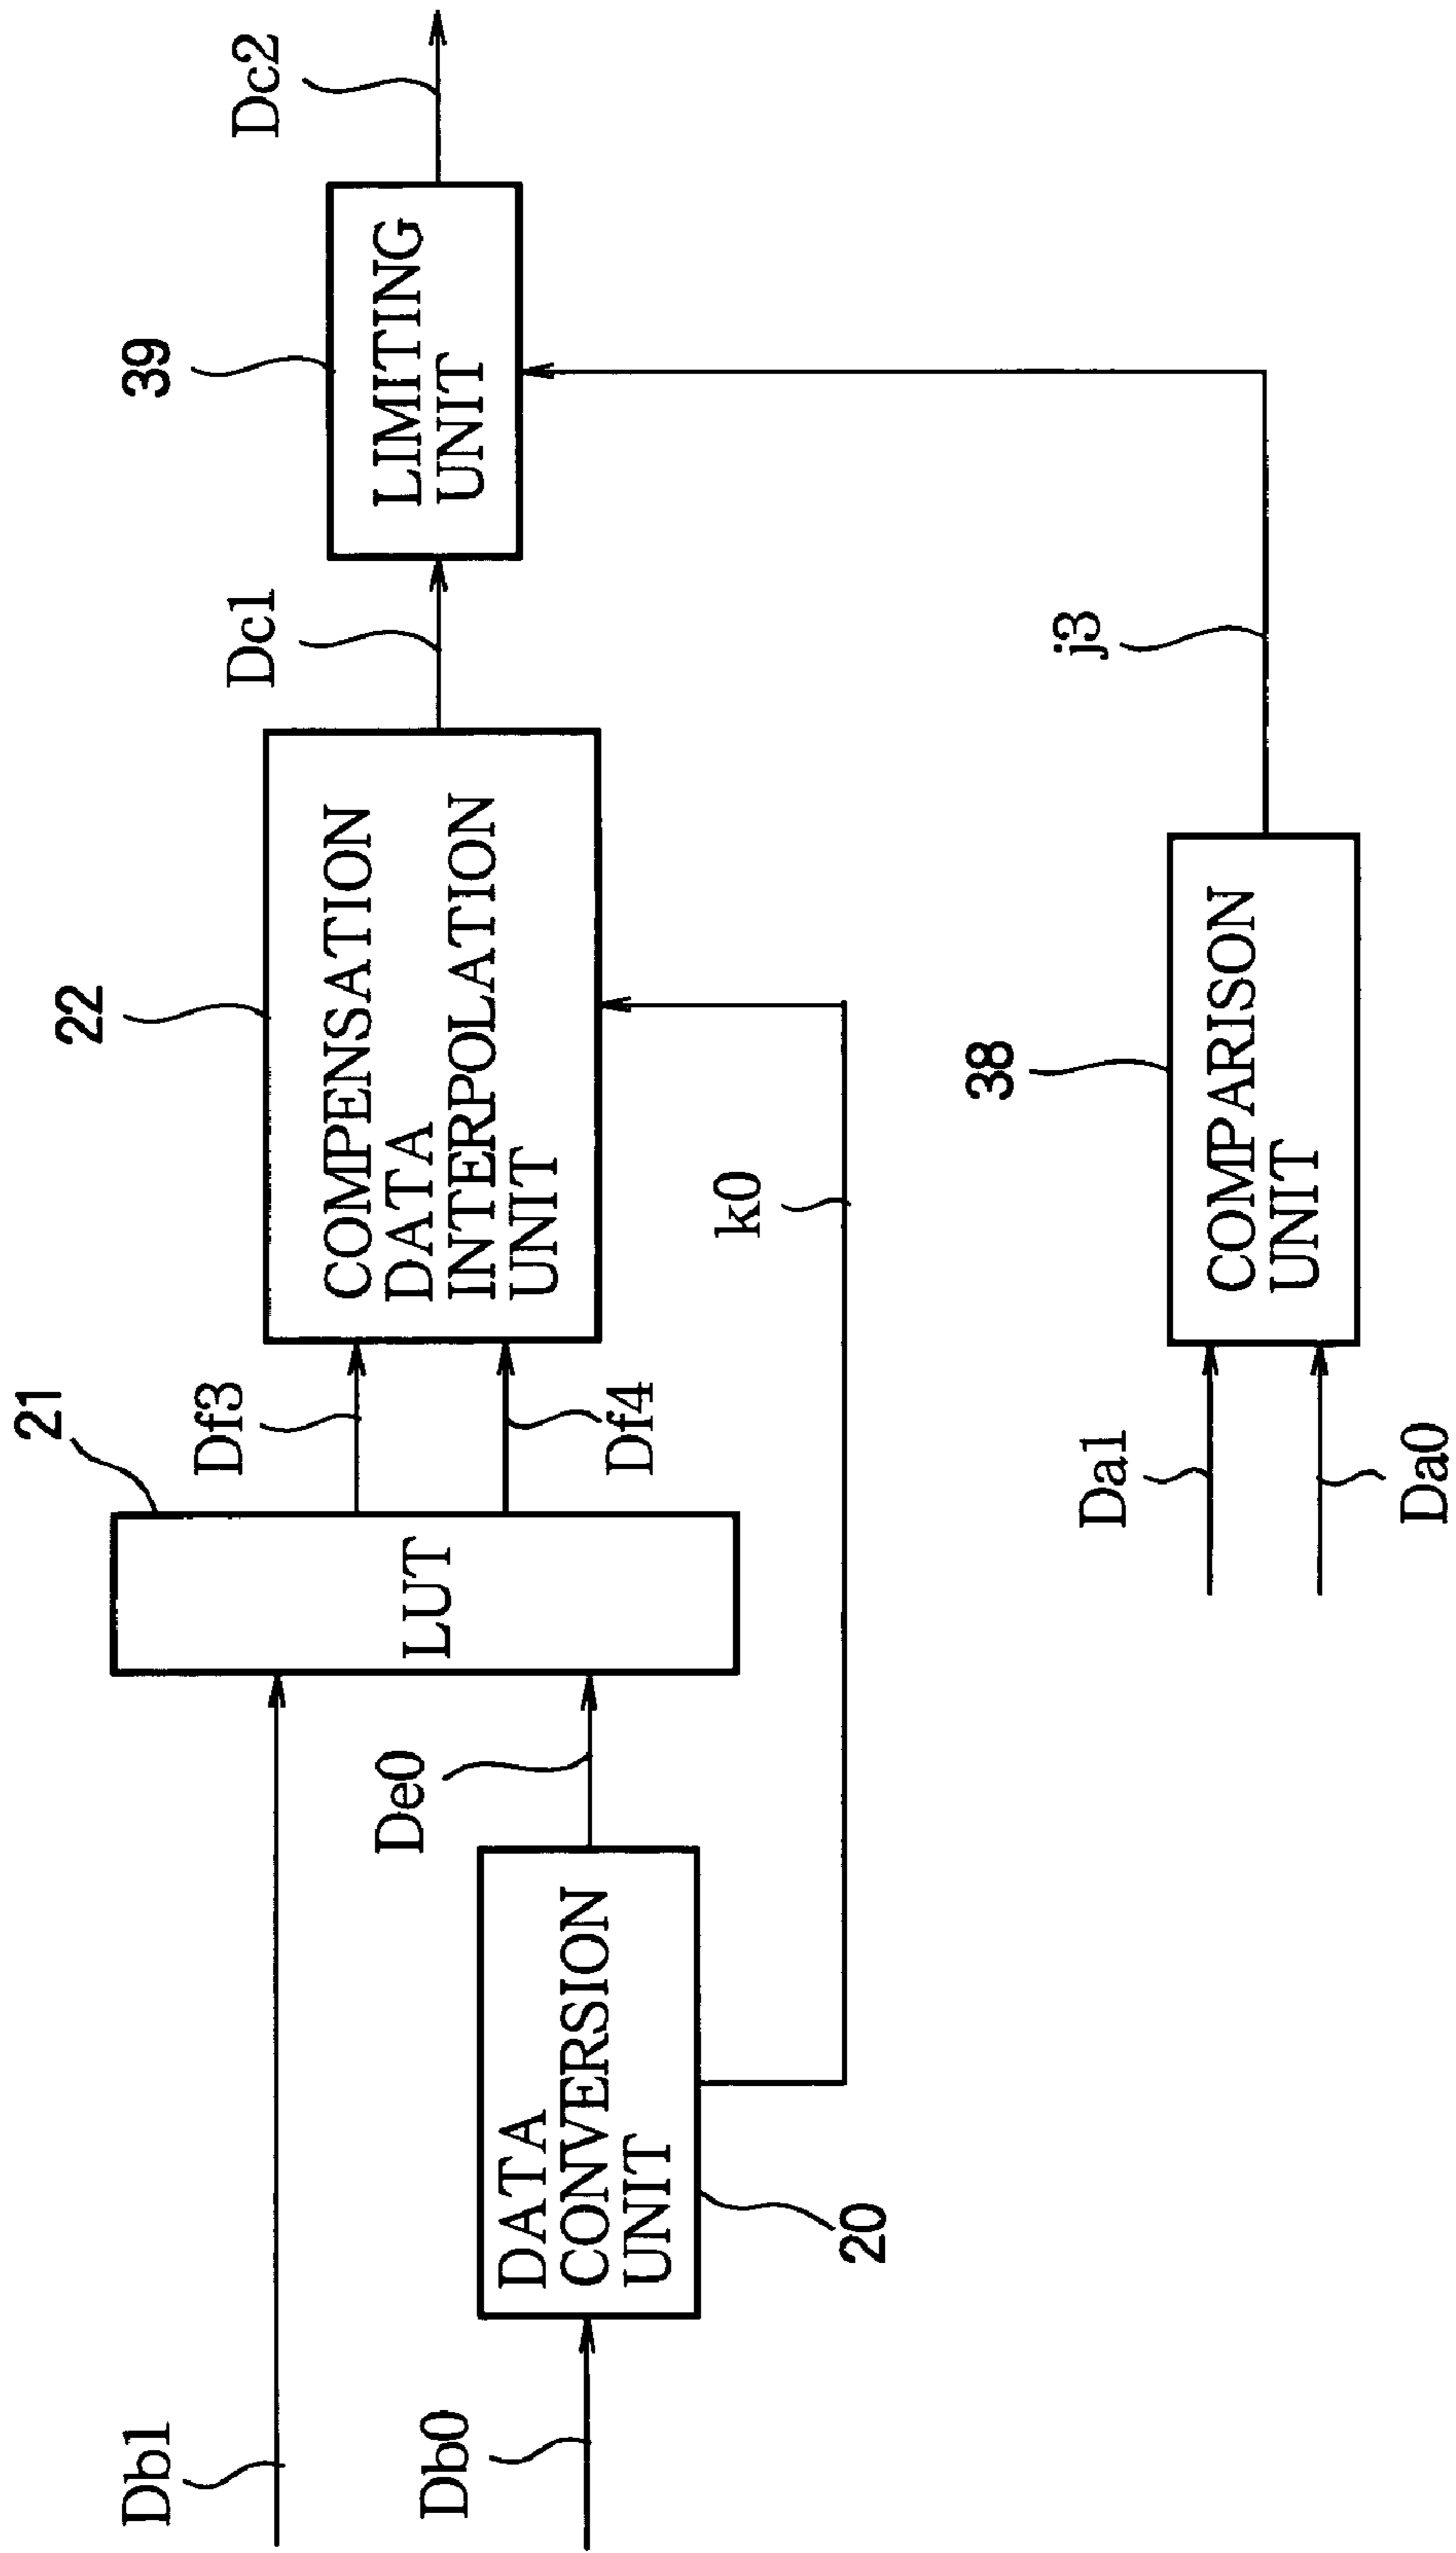 Db1
Db0
DATA
CONVERSION
UNIT
20
De0
k0
21
LUT
Df3
Df4
22
COMPENSATION
DATA
INTERPOLATION
UNIT
Dc1
39
LIMITING
UNIT
Dc2
Da1
Da0
38
COMPARISON
UNIT
j3